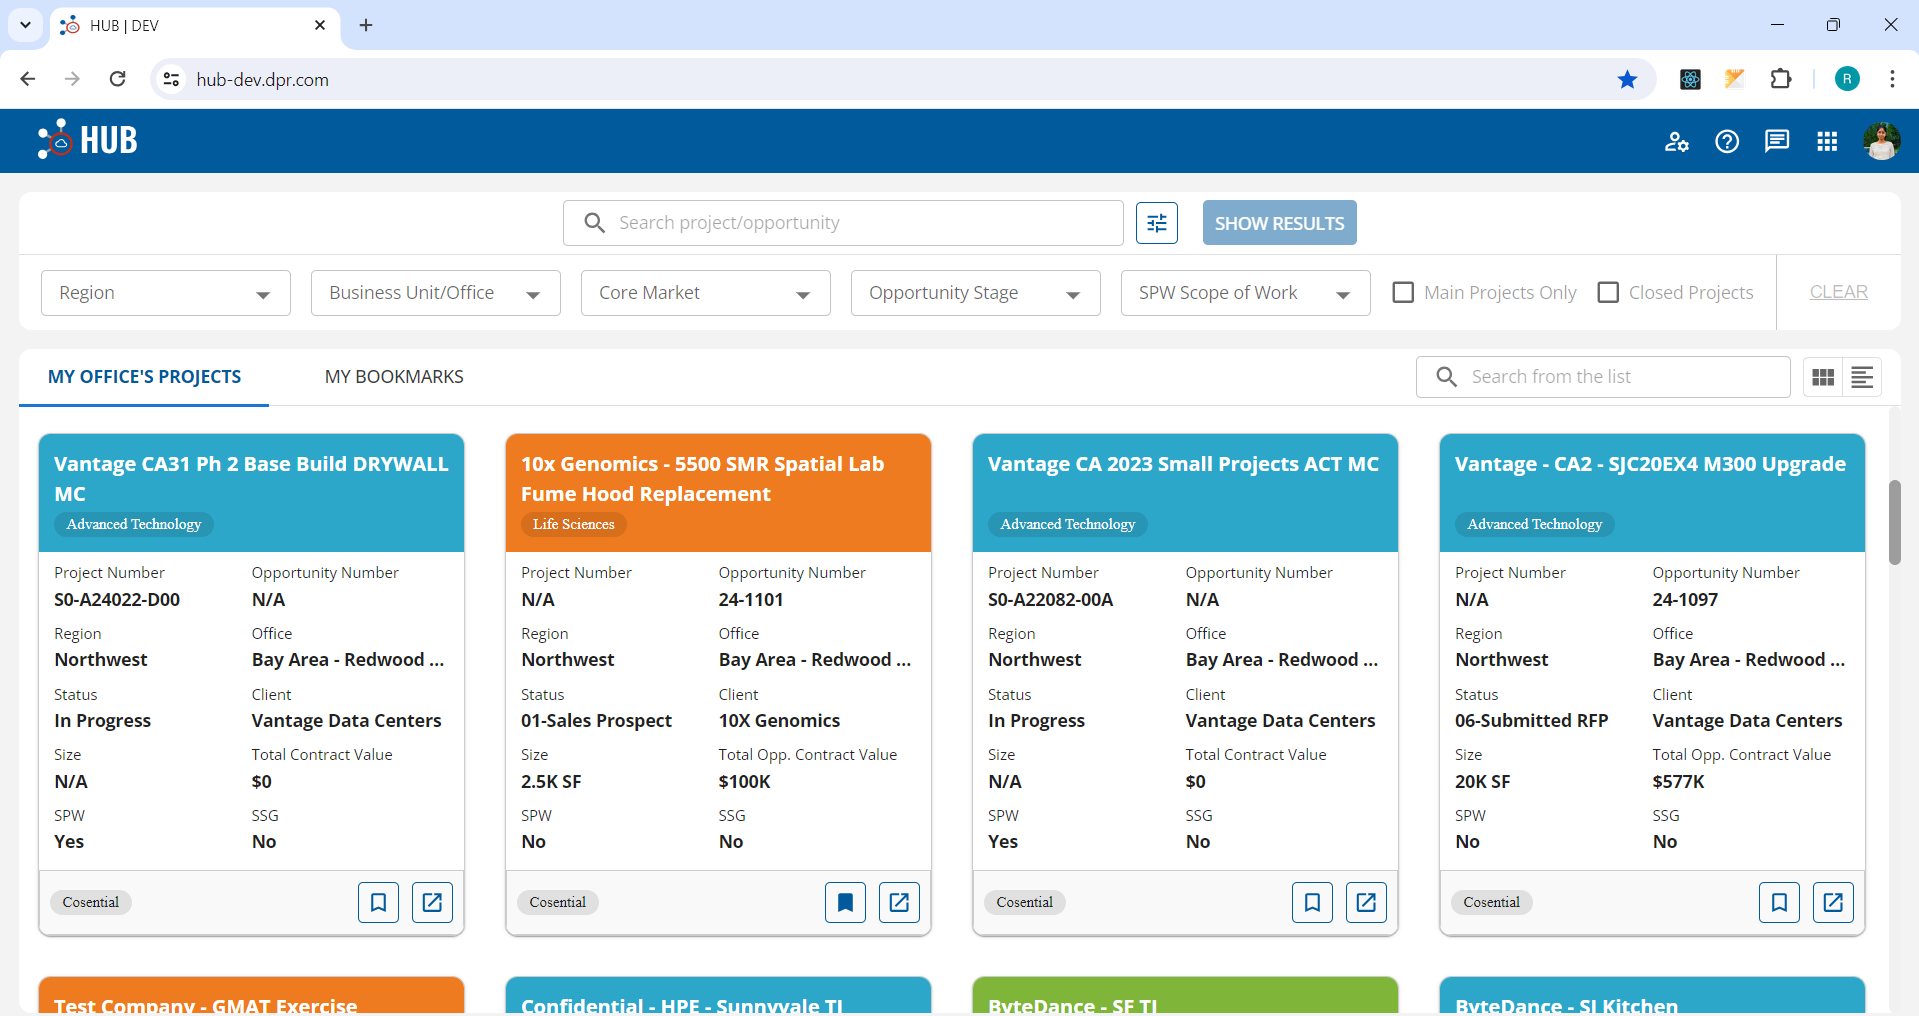 HUB | DEV
hub-dev.dpr.com
R
HUB
Search project/opportunity
SHOW RESULTS
Region
Business Unit/Office
Core Market
Opportunity Stage
SPW Scope of Work
Main Projects Only
Closed Projects
CLEAR
MY OFFICE'S PROJECTS
MY BOOKMARKS
Search from the list
Vantage CA31 Ph 2 Base Build DRYWALL
MC
Advanced Technology
Project Number Opportunity Number
S0-A24022-D00 N/A
Region Office
Northwest Bay Area - Redwood ...
Status Client
In Progress Vantage Data Centers
Size Total Contract Value
N/A $0
SPW SSG
Yes No
Cosential
10x Genomics - 5500 SMR Spatial Lab
Fume Hood Replacement
Life Sciences
Project Number Opportunity Number
N/A 24-1101
Region Office
Northwest Bay Area - Redwood ...
Status Client
01-Sales Prospect 10X Genomics
Size Total Opp. Contract Value
2.5K SF $100K
SPW SSG
No No
Cosential
Vantage CA 2023 Small Projects ACT MC
Advanced Technology
Project Number Opportunity Number
S0-A22082-00A N/A
Region Office
Northwest Bay Area - Redwood ...
Status Client
In Progress Vantage Data Centers
Size Total Contract Value
N/A $0
SPW SSG
Yes No
Cosential
Vantage - CA2 - SJC20EX4 M300 Upgrade
Advanced Technology
Project Number Opportunity Number
N/A 24-1097
Region Office
Northwest Bay Area - Redwood ...
Status Client
06-Submitted RFP Vantage Data Centers
Size Total Opp. Contract Value
20K SF $577K
SPW SSG
No No
Cosential
Test Company - GMAT Exercise
Confidential - HPE - Sunnyvale TI
ByteDance - SF TI
ByteDance - SJ Kitchen